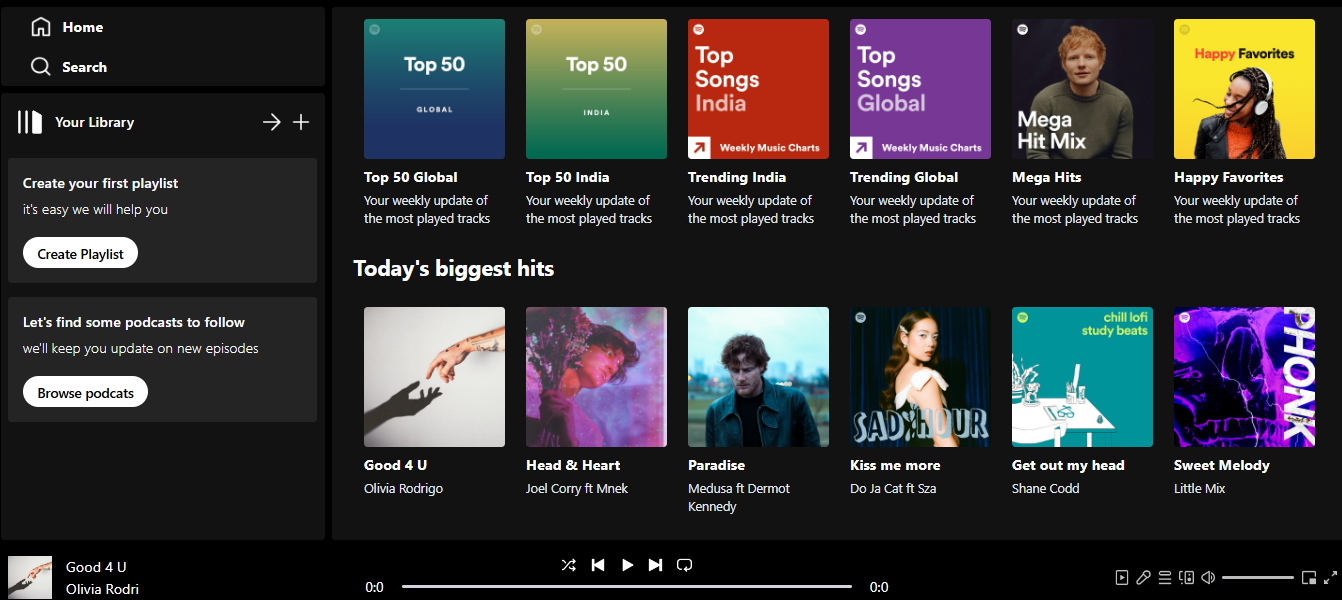 Home
Search
Your Library
Create your first playlist
it's easy we will help you
Create Playlist
Let's find some podcasts to follow
we'll keep you update on new episodes
Browse podcats
Top 50
GLOBAL
Top 50
INDIA
Top
Songs
India
Weekly Music Charts
Top
Songs
Global
Weekly Music Charts
Mega
Hit Mix
Happy Favorites
Top 50 Global
Your weekly update of
the most played tracks
Top 50 India
Your weekly update of
the most played tracks
Trending India
Your weekly update of
the most played tracks
Trending Global
Your weekly update of
the most played tracks
Mega Hits
Your weekly update of
the most played tracks
Happy Favorites
Your weekly update of
the most played tracks
Today's biggest hits
SAD HOUR
chill lofi
study beats
PHONK
Good 4 U
Olivia Rodrigo
Head & Heart
Joel Corry ft Mnek
Paradise
Medusa ft Dermot
Kennedy
Kiss me more
Do Ja Cat ft Sza
Get out my head
Shane Codd
Sweet Melody
Little Mix
Good 4 U
Olivia Rodri
0:0
0:0